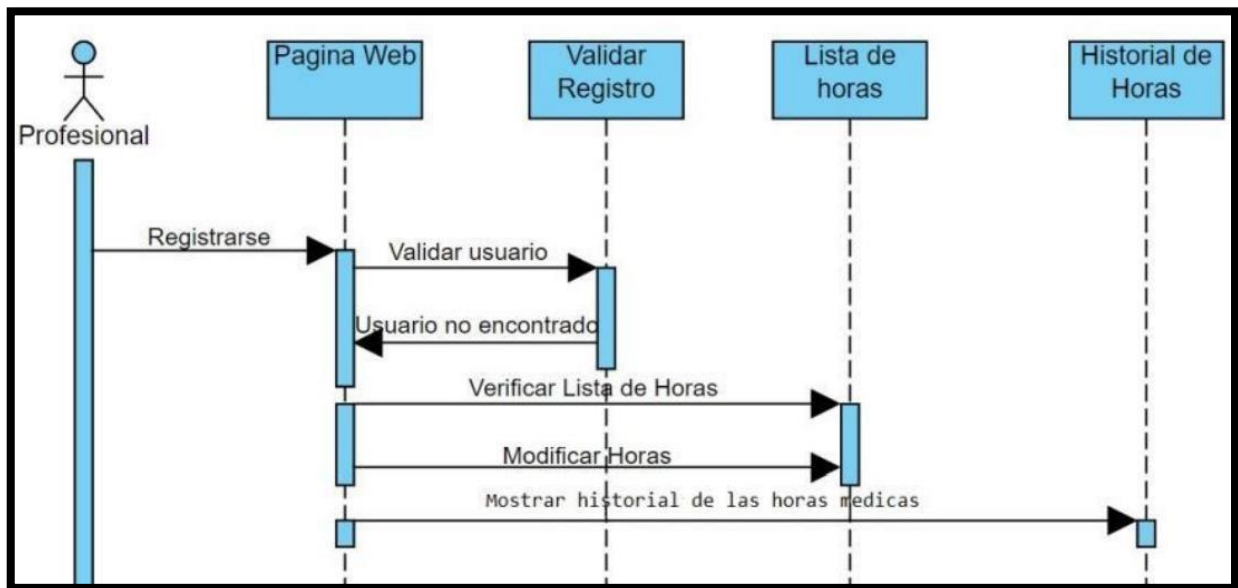 Pagina Web
Validar
Registro
Lista de
horas
Historial de
Horas
Profesional
Registrarse
Validar usuario
Usuario no encontrado
Verificar Lista de Horas
Modificar Horas
Mostrar historial de las horas medicas